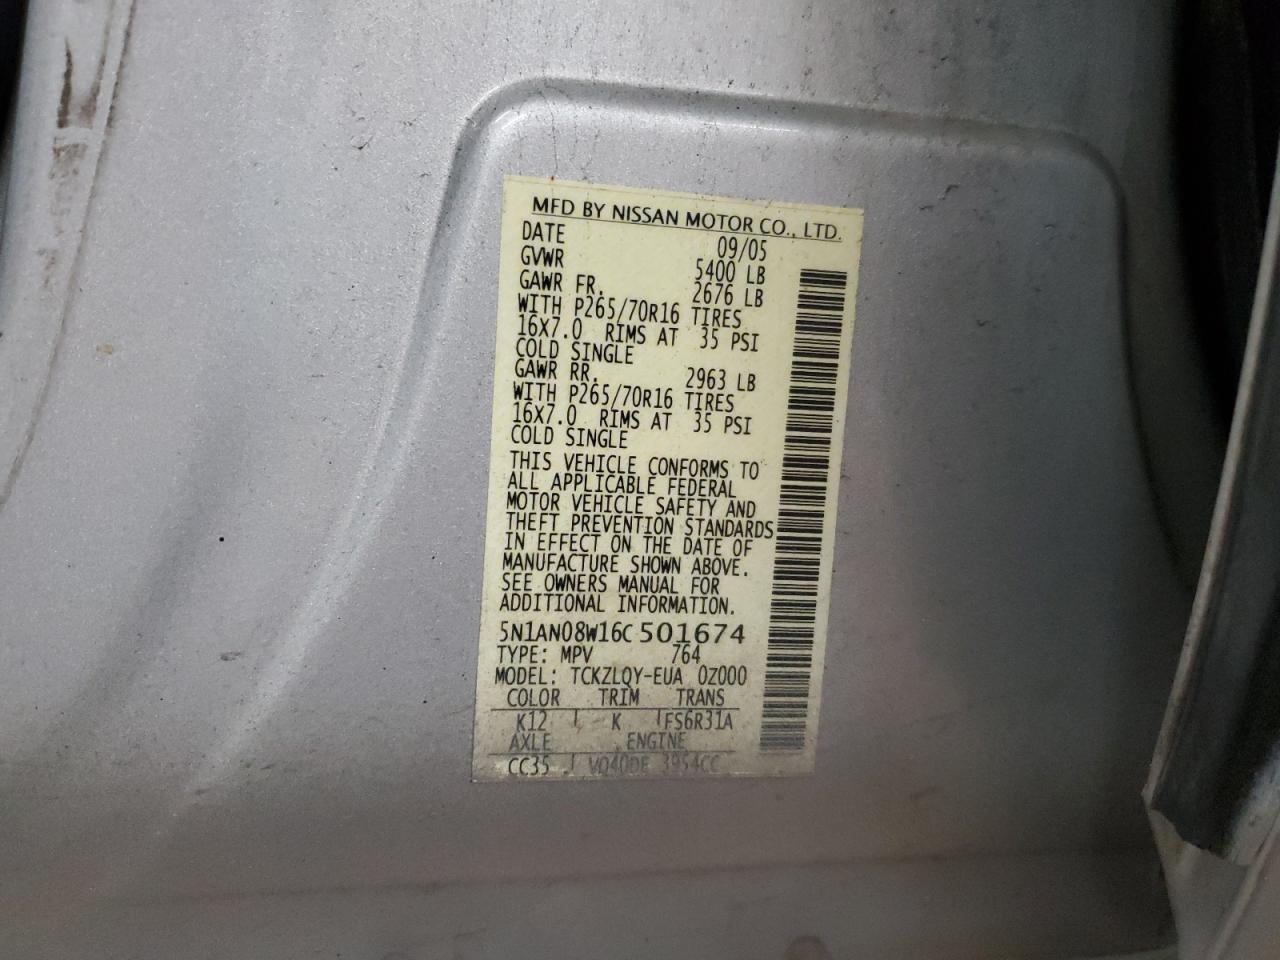 MFD BY NISSAN MOTOR CO., LTD.
DATE 09/05
GVWR 5400 LB
GAWR FR. 2676 LB
WITH P265/70R16 TIRES
16X7.0 RIMS AT 35 PSI
COLD SINGLE
GAWR RR. 2963 LB
WITH P265/70R16 TIRES
16X7.0 RIMS AT 35 PSI
COLD SINGLE
THIS VEHICLE CONFORMS TO
ALL APPLICABLE FEDERAL
MOTOR VEHICLE SAFETY AND
THEFT PREVENTION STANDARDS
IN EFFECT ON THE DATE OF
MANUFACTURE SHOWN ABOVE.
SEE OWNERS MANUAL FOR
ADDITIONAL INFORMATION.
5N1AN08W16C 501674
TYPE: MPV 764
MODEL: TCKZLQY-EUA 0Z000
COLOR TRIM TRANS
K12 K FS6R31A
AXLE ENGINE
CC35 VQ40DE 3954CC